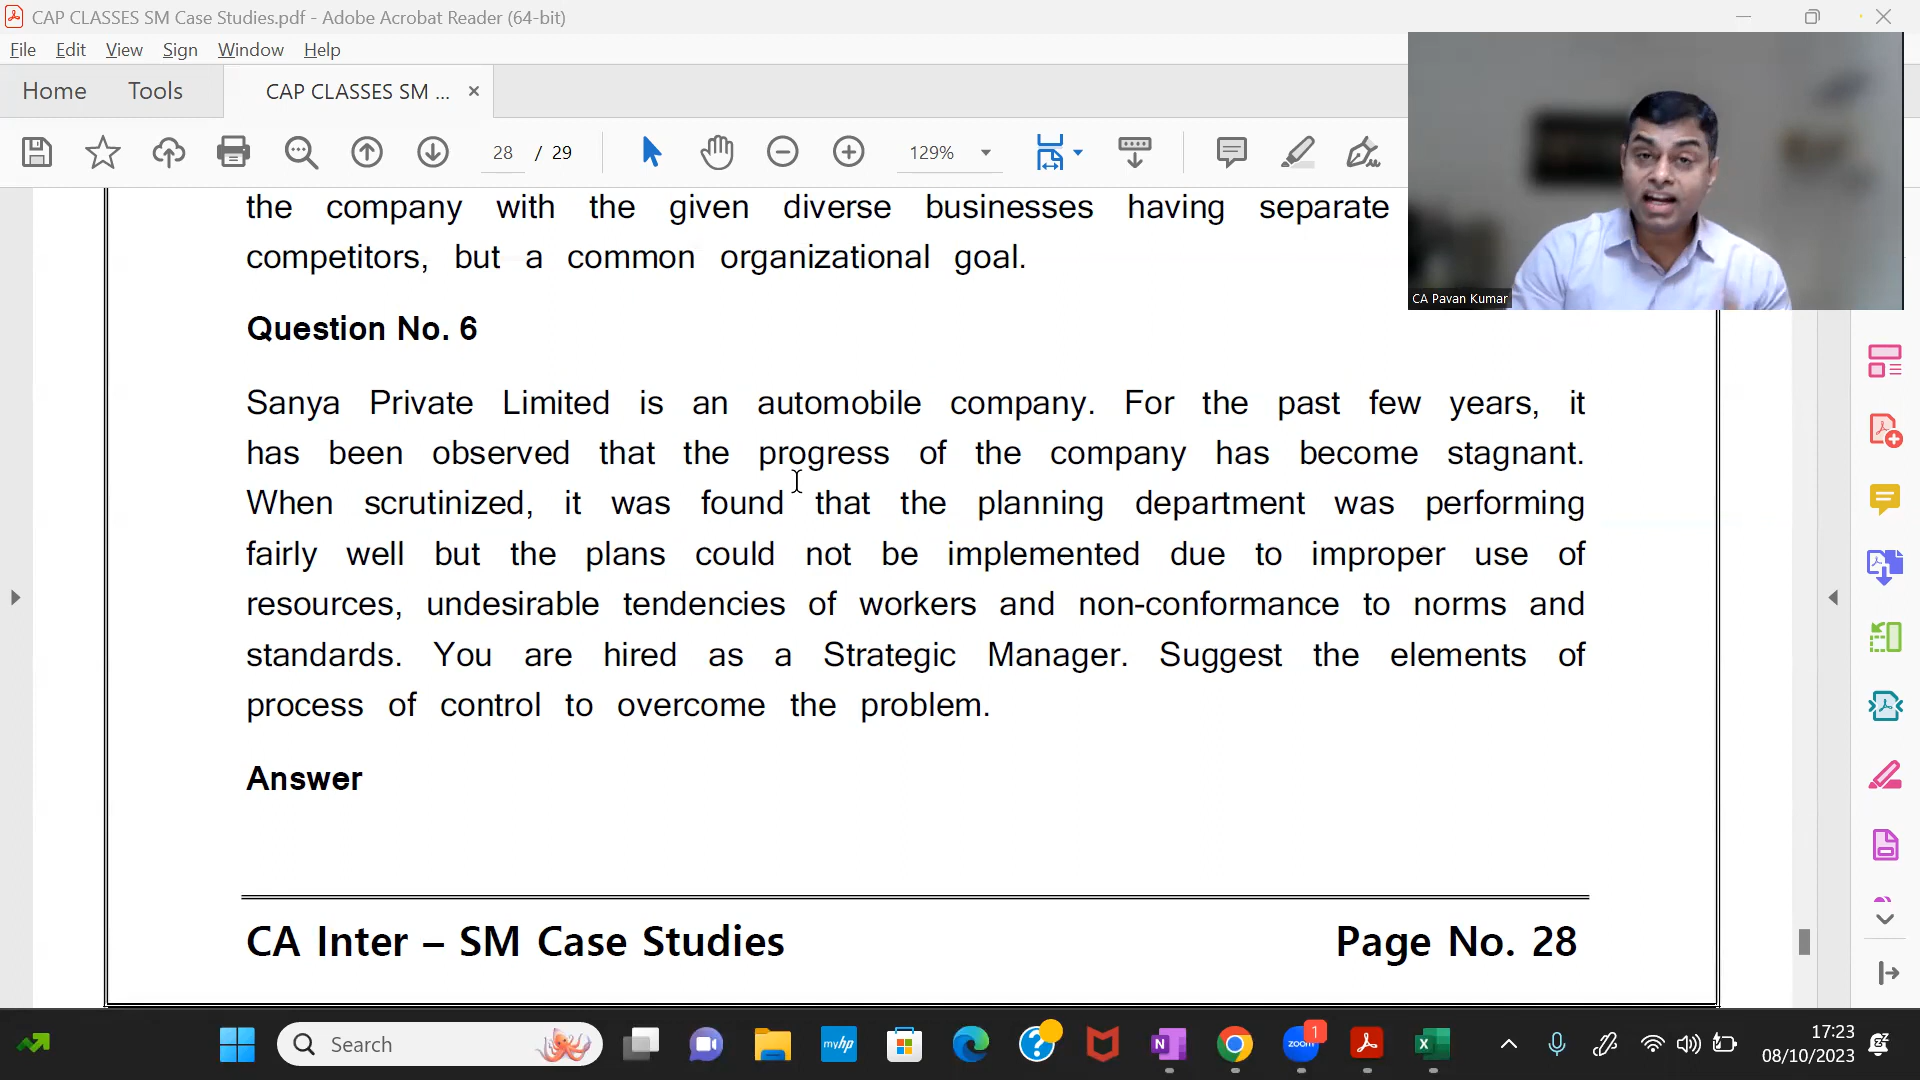 CAP CLASSES SM Case Studies.pdf - Adobe Acrobat Reader (64-bit)
File Edit View Sign Window Help
Home Tools CAP CLASSES SM ... ×
28 / 29 129%
CA Pavan Kumar
the company with the given diverse businesses having separate
competitors, but a common organizational goal.
Question No. 6
Sanya Private Limited is an automobile company. For the past few years, it
has been observed that the progress of the company has become stagnant.
When scrutinized, it was found that the planning department was performing
fairly well but the plans could not be implemented due to improper use of
resources, undesirable tendencies of workers and non-conformance to norms and
standards. You are hired as a Strategic Manager. Suggest the elements of
process of control to overcome the problem.
Answer
CA Inter – SM Case Studies Page No. 28
Search
myhp
N
zoom
1
X
17:23
08/10/2023